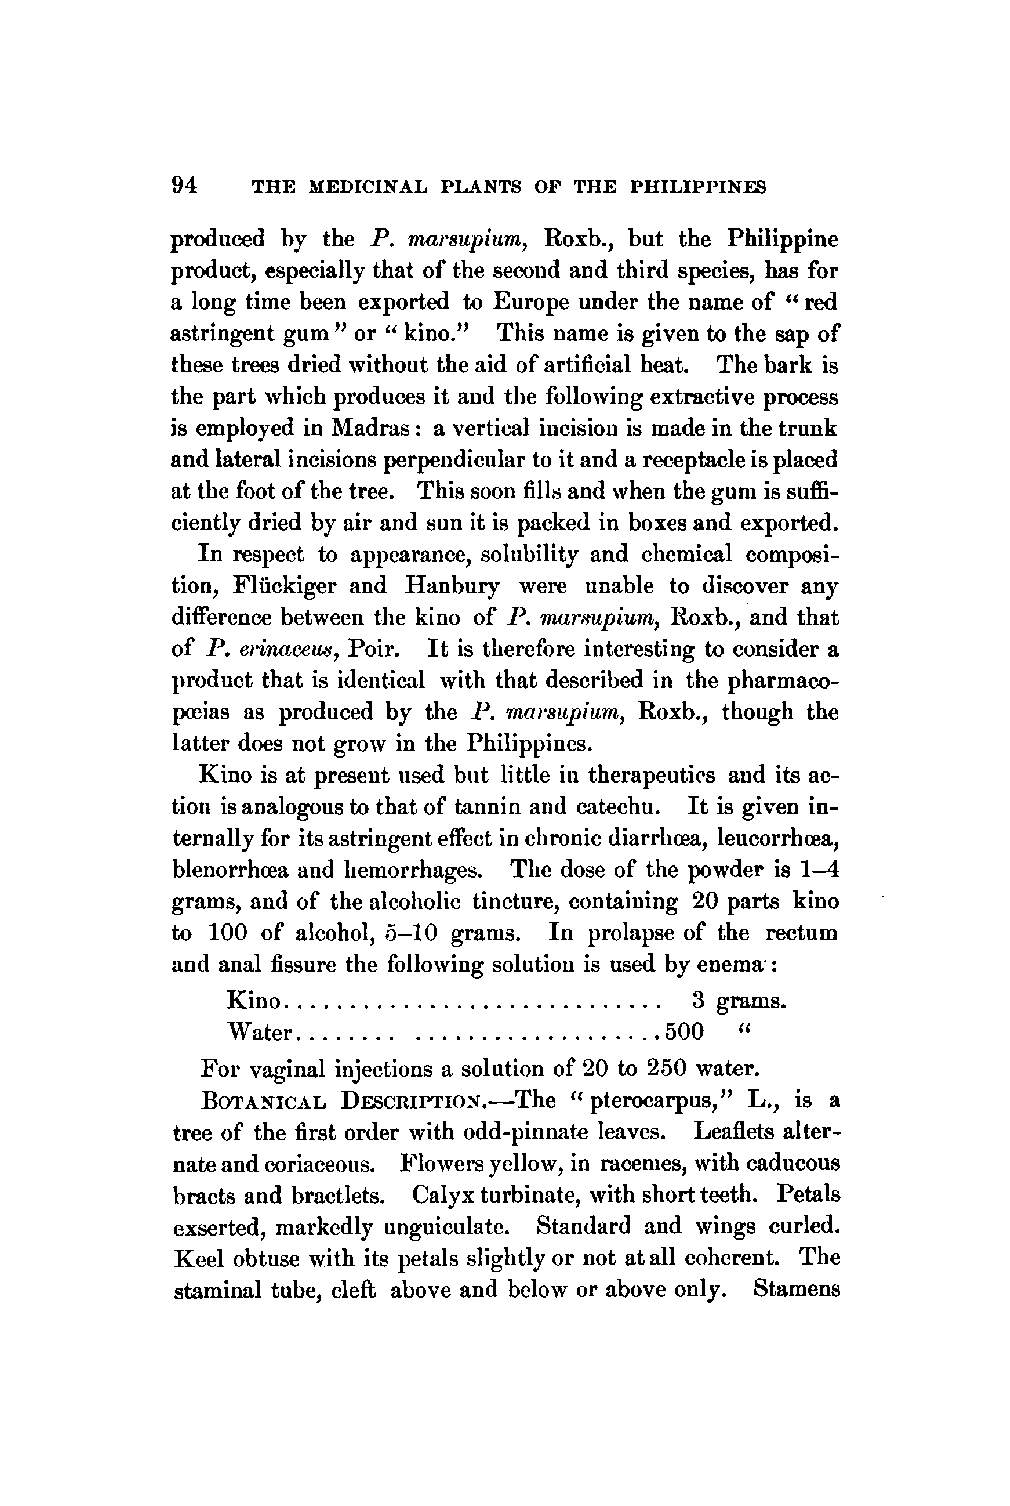 94 THE MEDICINAL PLANTS OF THE PHILIPPINES
produced by the P. marsupium, Roxb., but the Philippine
product, especially that of the second and third species, has for
a long time been exported to Europe under the name of “ red
astringent gum ” or “ kino.” This name is given to the sap of
these trees dried without the aid of artificial heat. The bark is
the part which produces it and the following extractive process
is employed in Madras : a vertical incision is made in the trunk
and lateral incisions perpendicular to it and a receptacle is placed
at the foot of the tree. This soon fills and when the gum is suffi-
ciently dried by air and sun it is packed in boxes and exported.
In respect to appearance, solubility and chemical composi-
tion, Flückiger and Hanbury were unable to discover any
difference between the kino of P. marsupium, Roxb., and that
of P. erinaceus, Poir. It is therefore interesting to consider a
product that is identical with that described in the pharmaco-
pœias as produced by the P. marsupium, Roxb., though the
latter does not grow in the Philippines.
Kino is at present used but little in therapeutics and its ac-
tion is analogous to that of tannin and catechu. It is given in-
ternally for its astringent effect in chronic diarrhœa, leucorrhœa,
blenorrhœa and hemorrhages. The dose of the powder is 1–4
grams, and of the alcoholic tincture, containing 20 parts kino
to 100 of alcohol, 5–10 grams. In prolapse of the rectum
and anal fissure the following solution is used by enema :
Kino............................. 3 grams.
Water........ ...................500 “
For vaginal injections a solution of 20 to 250 water.
BOTANICAL DESCRIPTION.—The “ pterocarpus,” L., is a
tree of the first order with odd-pinnate leaves. Leaflets alter-
nate and coriaceous. Flowers yellow, in racemes, with caducous
bracts and bractlets. Calyx turbinate, with short teeth. Petals
exserted, markedly unguiculate. Standard and wings curled.
Keel obtuse with its petals slightly or not at all coherent. The
staminal tube, cleft above and below or above only. Stamens